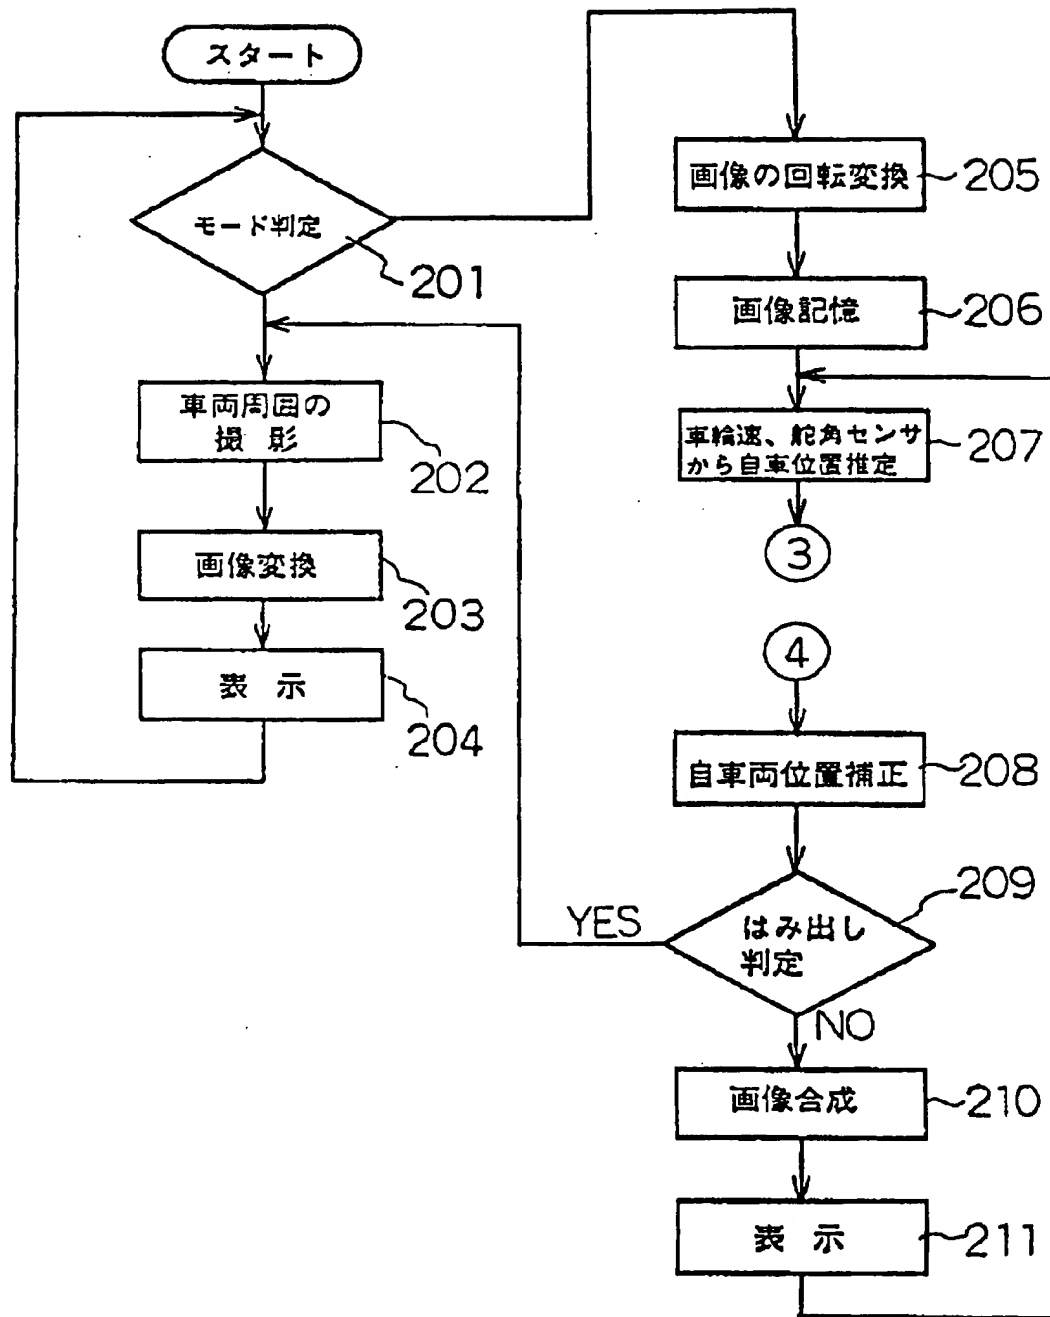 スタート
モード判定
201
車両周囲の
撮 影
202
画像変換
203
表 示
204
画像の回転変換
205
画像記憶
206
車輪速、舵角センサ
から自車位置推定
207
3
4
自車両位置補正
208
はみ出し
判定
209
YES
NO
画像合成
210
表 示
211